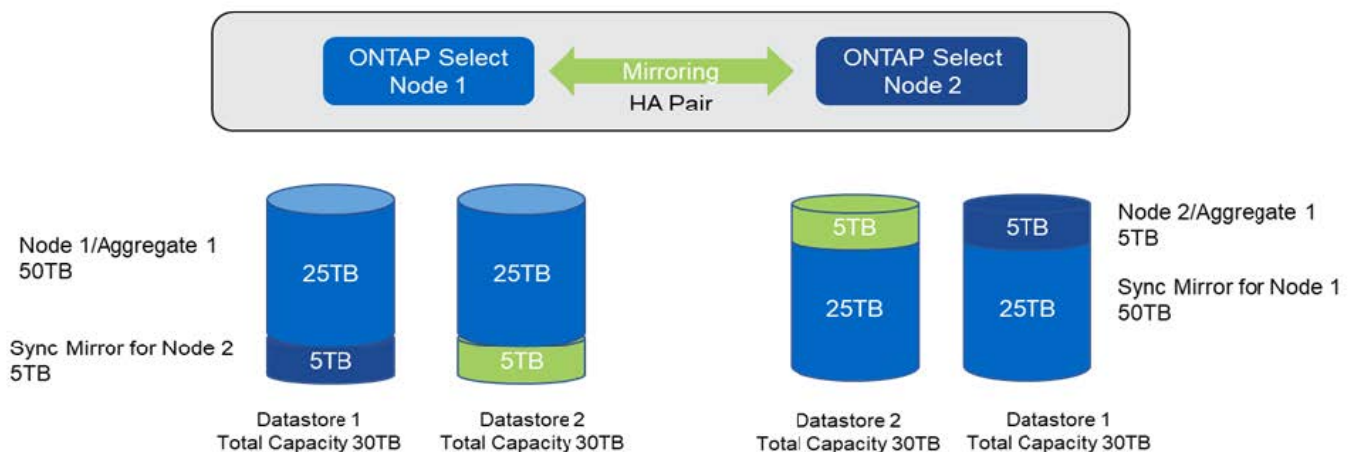 ONTAP Select
Node 1
Mirroring
HA Pair
ONTAP Select
Node 2
Node 1/Aggregate 1
50TB
Sync Mirror for Node 2
5TB
25TB
5TB
25TB
5TB
5TB
25TB
5TB
25TB
Node 2/Aggregate 1
5TB
Sync Mirror for Node 1
50TB
Datastore 1
Total Capacity 30TB
Datastore 2
Total Capacity 30TB
Datastore 2
Total Capacity 30TB
Datastore 1
Total Capacity 30TB